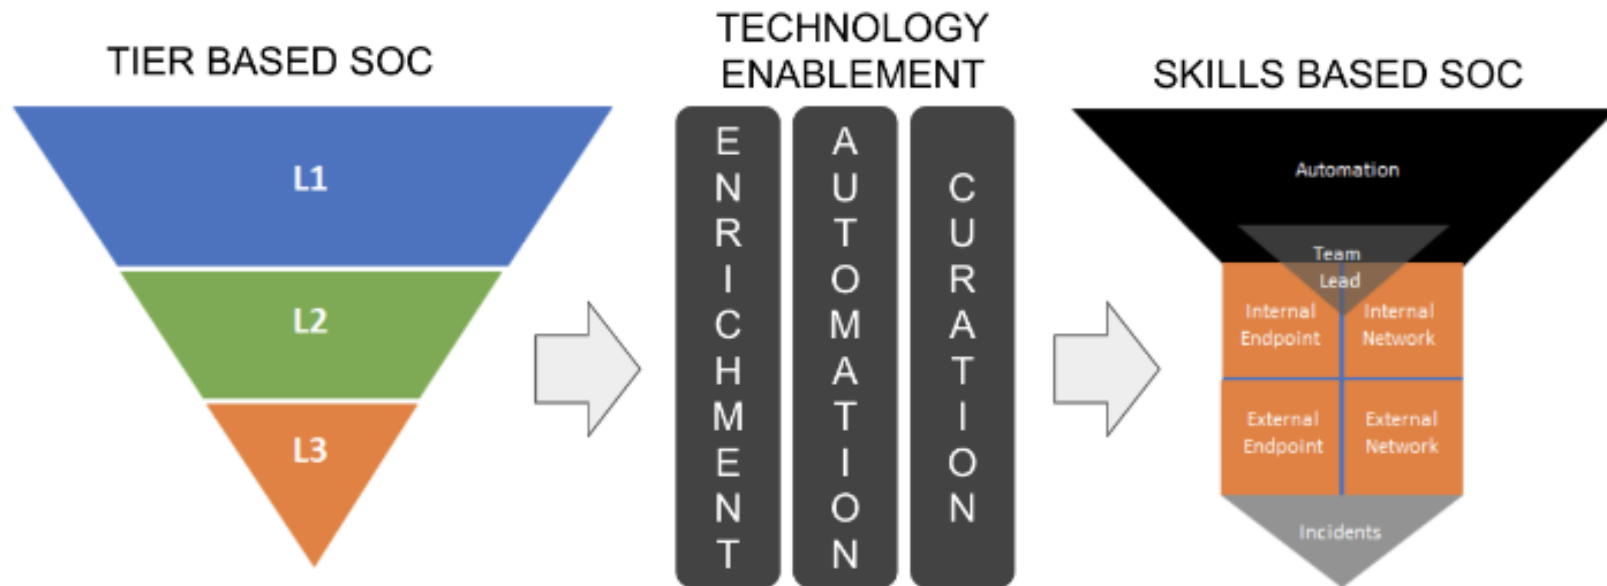 TIER BASED SOC
L1
L2
L3
TECHNOLOGY
ENABLEMENT
ENRICHMENT
AUTOMATION
CURATION
SKILLS BASED SOC
Automation
Team
Lead
Internal
Endpoint
Internal
Network
External
Endpoint
External
Network
Incidents